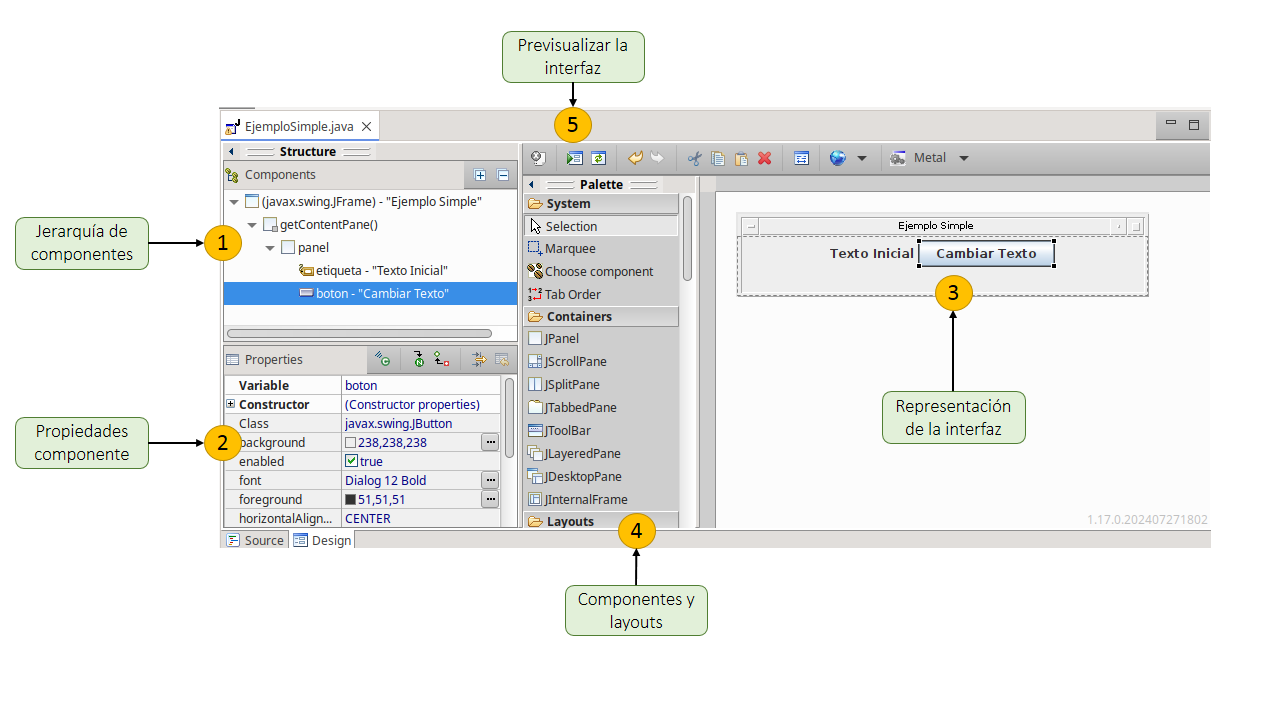 Previsualizar la
interfaz
5
EjemploSimple.java
Structure
Components
(javax.swing.JFrame) - "Ejemplo Simple"
getContentPane()
panel
etiqueta - "Texto Inicial"
boton - "Cambiar Texto"
Jerarquía de
componentes
1
Properties
Variable boton
Constructor (Constructor properties)
Class javax.swing.JButton
background 238,238,238
enabled true
font Dialog 12 Bold
foreground 51,51,51
horizontalAlign... CENTER
Propiedades
componente
2
Source Design
Metal
Palette
System
Selection
Marquee
Choose component
Tab Order
Containers
JPanel
JScrollPane
JSplitPane
JTabbedPane
JToolBar
JLayeredPane
JDesktopPane
JInternalFrame
Layouts
4
Componentes y
layouts
Ejemplo Simple
Texto Inicial Cambiar Texto
3
Representación
de la interfaz
1.17.0.202407271802